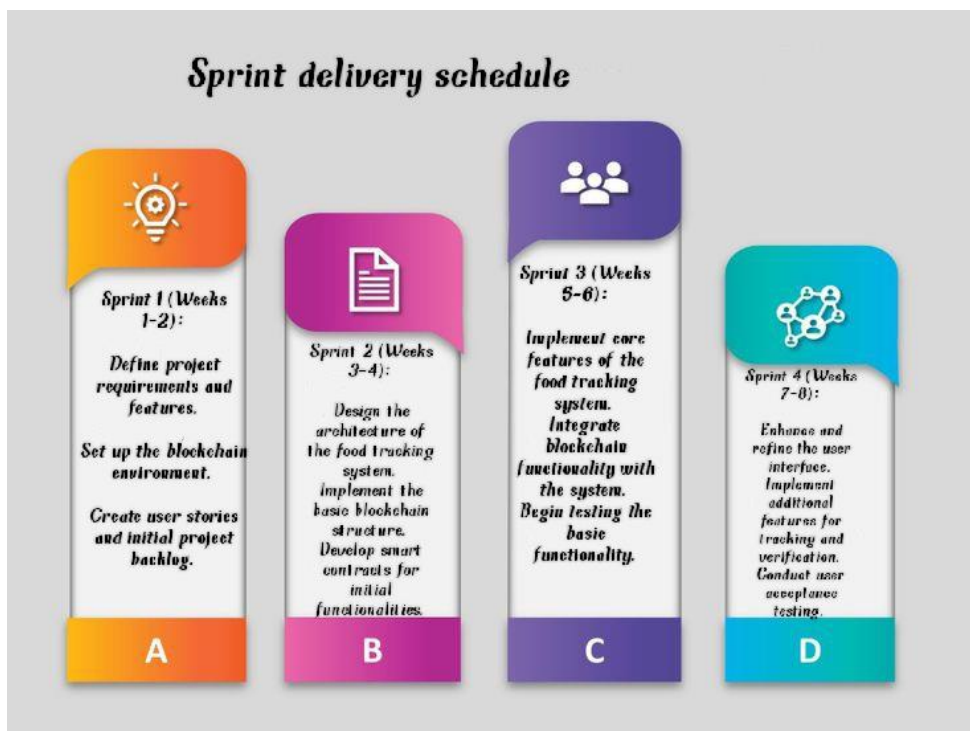 Sprint delivery schedule
Sprint 1 (Weeks
1-2):
Define project
requirements and
features.
Set up the blockchain
environment.
Create user stories
and initial project
backlog.
A
Sprint 2 (Weeks
3-4):
Design the
architecture of
the food tracking
system.
Implement the
basic blockchain
structure.
Develop smart
contracts for
initial
functionalities.
B
Sprint 3 (Weeks
5-6):
Implement core
features of the
food tracking
system.
Integrate
blockchain
functionality with
the system.
Begin testing the
basic
functionality.
C
Sprint 4 (Weeks
7-8):
Enhance and
refine the user
interface.
Implement
additional
features for
tracking and
verification.
Conduct user
acceptance
testing.
D